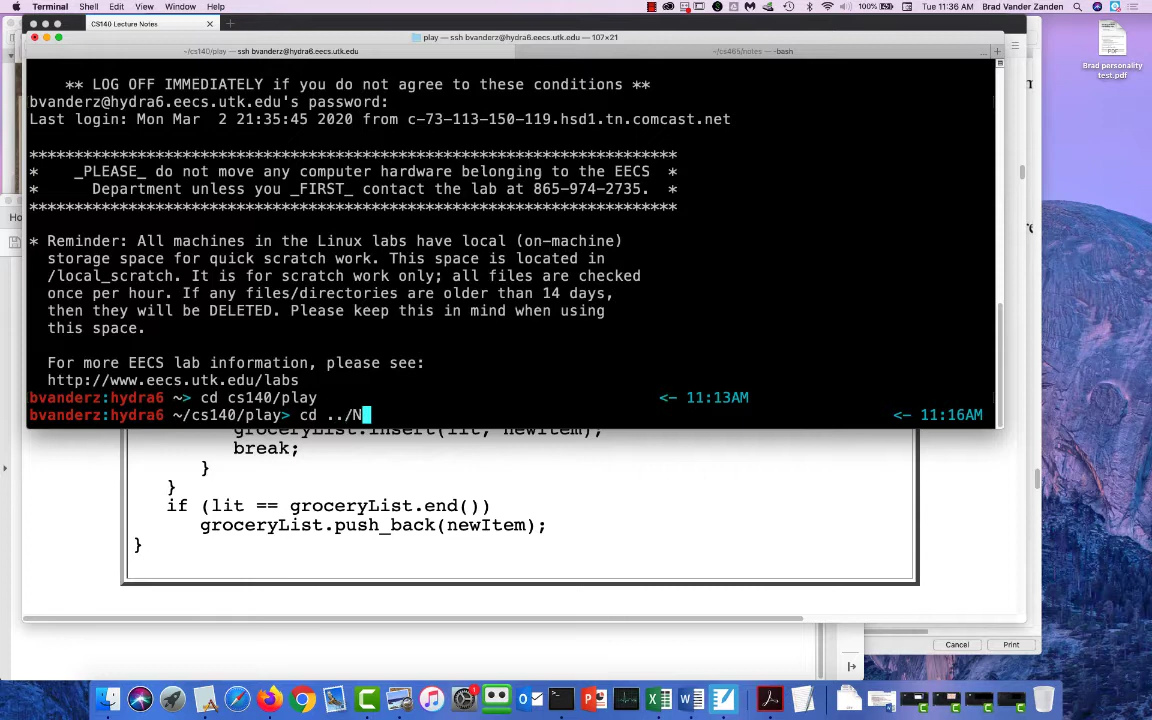 Terminal Shell Edit View Window Help 100% Tue 11:36 AM Brad Vander Zanden
CS140 Lecture Notes
play — ssh bvanderz@hydra6.eecs.utk.edu — 107×21
~/cs140/play — ssh bvanderz@hydra6.eecs.utk.edu
~/cs465/notes — -bash
** LOG OFF IMMEDIATELY if you do not agree to these conditions **
bvanderz@hydra6.eecs.utk.edu's password:
Last login: Mon Mar  2 21:35:45 2020 from c-73-113-150-119.hsd1.tn.comcast.net
************************************************************************
*    _PLEASE_ do not move any computer hardware belonging to the EECS  *
*      Department unless you _FIRST_ contact the lab at 865-974-2735.  *
************************************************************************
* Reminder: All machines in the Linux labs have local (on-machine)
storage space for quick scratch work. This space is located in
/local_scratch. It is for scratch work only; all files are checked
once per hour. If any files/directories are older than 14 days,
then they will be DELETED. Please keep this in mind when using
this space.
For more EECS lab information, please see:
http://www.eecs.utk.edu/labs
bvanderz:hydra6 ~> cd cs140/play <- 11:13AM
bvanderz:hydra6 ~/cs140/play> cd ../N <- 11:16AM
groceryList.insert(lit, newItem);
break;
}
}
if (lit == groceryList.end())
groceryList.push_back(newItem);
}
Cancel
Print
Brad personality
test.pdf
Ho